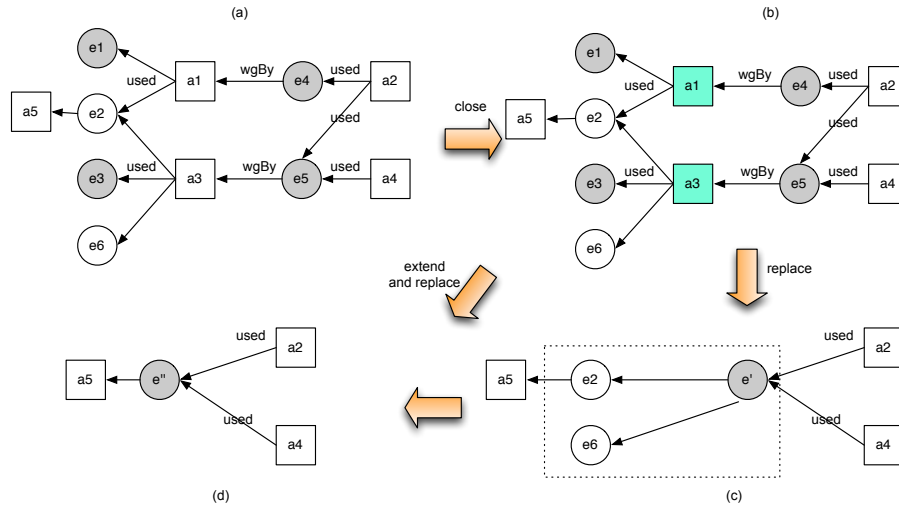 (a)
(b)
e1
used
a1
wgBy
e4
used
a2
a5
e2
used
e3
used
a3
wgBy
e5
used
a4
e6
close
e1
used
a1
wgBy
e4
used
a2
a5
e2
used
e3
used
a3
wgBy
e5
used
a4
e6
extend
and replace
replace
used
a2
a5
e"
used
a4
(d)
used
a2
a5
e2
e'
e6
used
a4
(c)